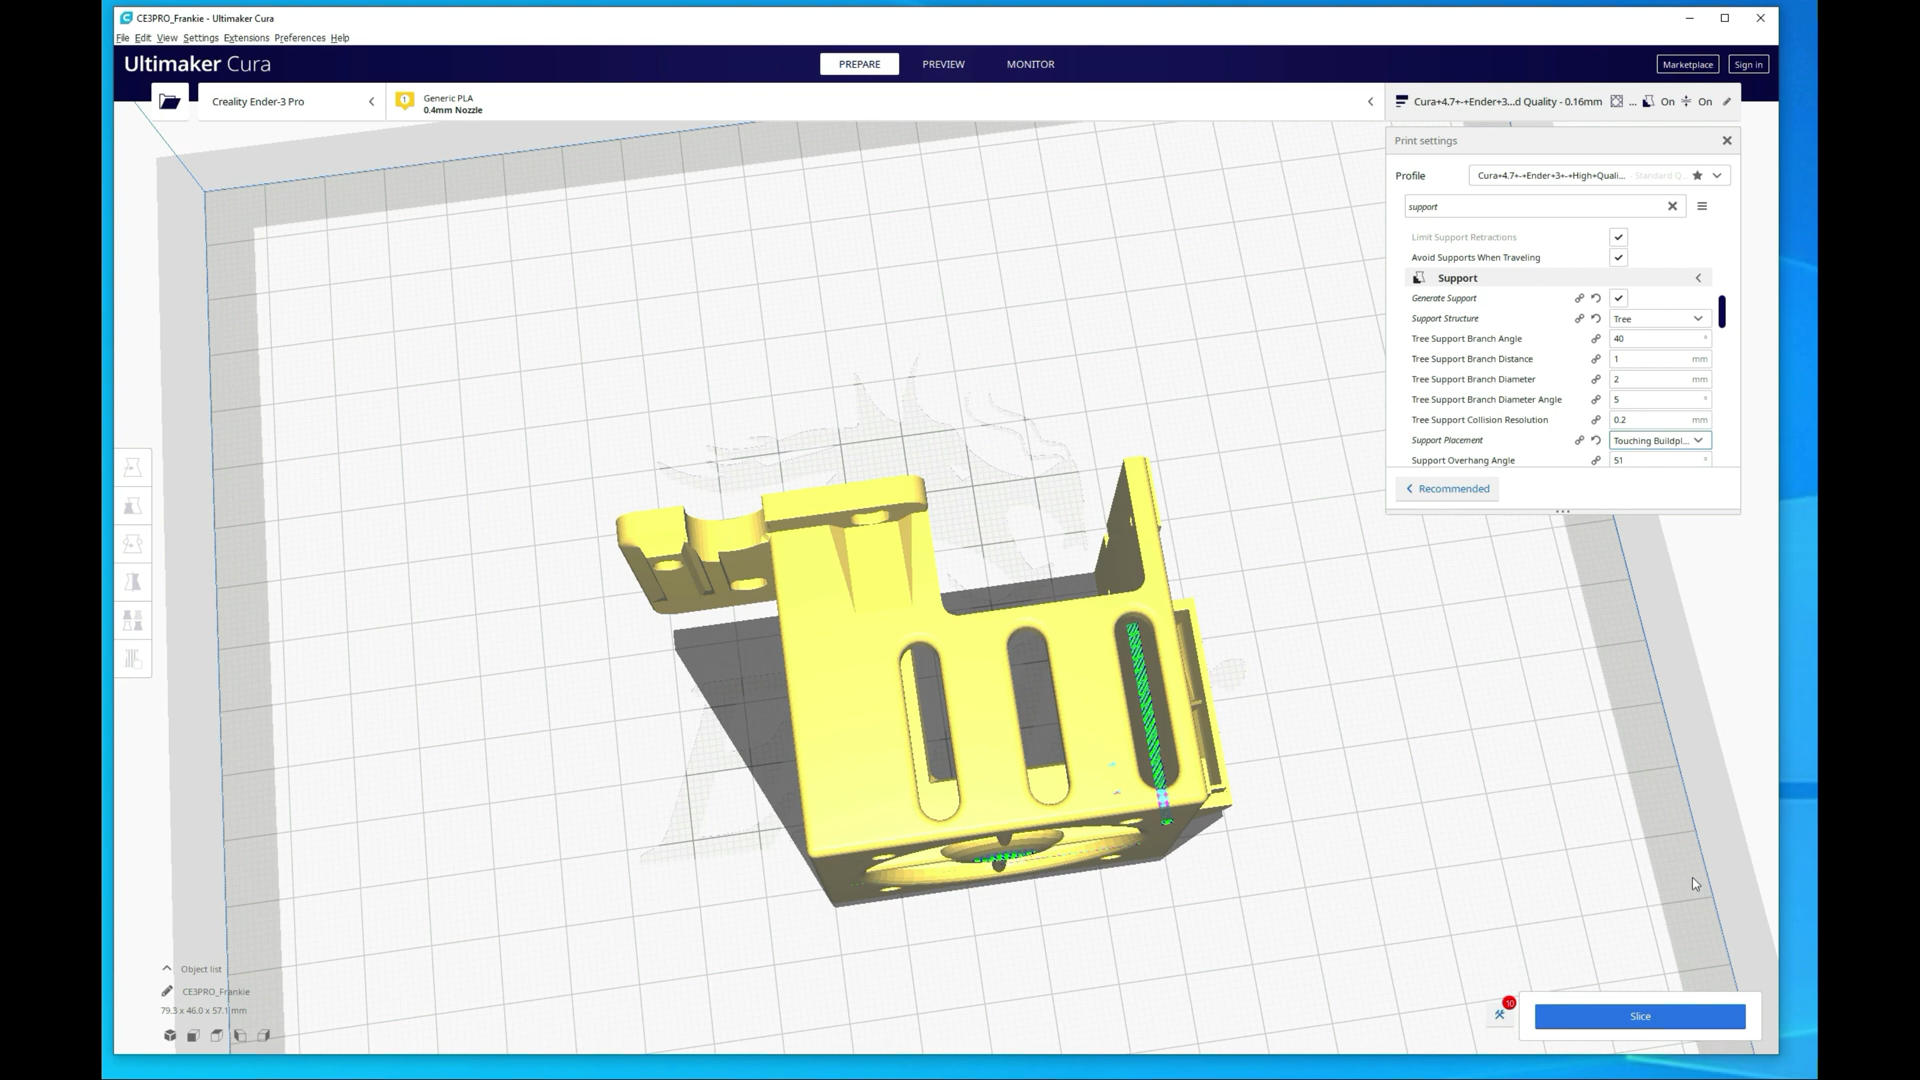 CE3PRO_Frankie - Ultimaker Cura
File Edit View Settings Extensions Preferences Help
Ultimaker Cura
PREPARE
PREVIEW
MONITOR
Marketplace
Sign in
Creality Ender-3 Pro
1
Generic PLA
0.4mm Nozzle
Cura+4.7+-+Ender+3...d Quality - 0.16mm ... On On
Print settings
Profile
Cura+4.7+-+Ender+3+-+High+Quali... - Standard Q...
support
Limit Support Retractions
Avoid Supports When Traveling
Support
Generate Support
Support Structure Tree
Tree Support Branch Angle 40 °
Tree Support Branch Distance 1 mm
Tree Support Branch Diameter 2 mm
Tree Support Branch Diameter Angle 5 °
Tree Support Collision Resolution 0.2 mm
Support Placement Touching Buildpl...
Support Overhang Angle 51 °
Recommended
Object list
CE3PRO_Frankie
79.3 x 46.0 x 57.1 mm
10
Slice